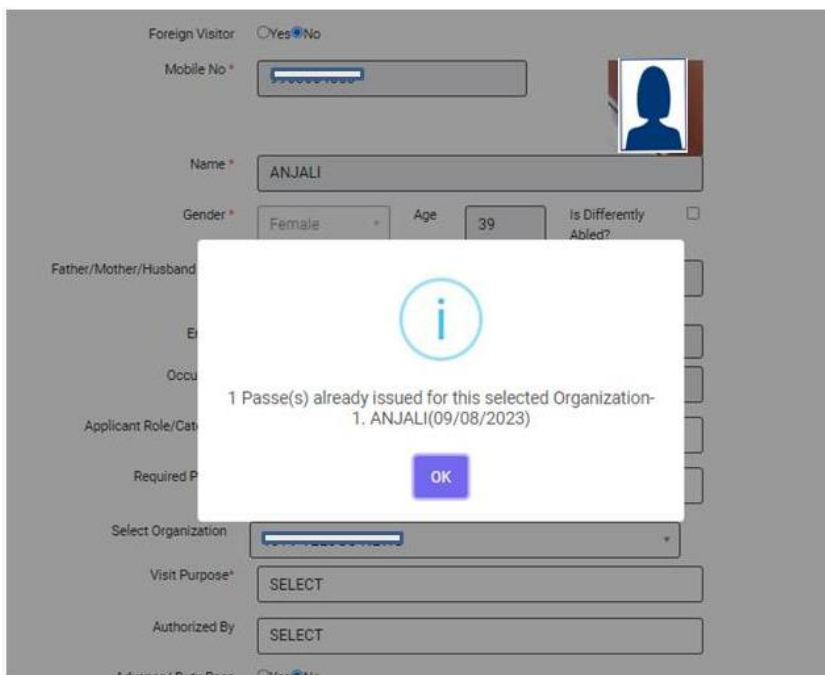 Foreign Visitor Yes No
Mobile No *
Name * ANJALI
Gender * Female Age 39 Is Differently
Abled?
Father/Mother/Husband
i
1 Passe(s) already issued for this selected Organization-
1. ANJALI(09/08/2023)
Applicant Role/
Required
OK
Select Organization
Visit Purpose* SELECT
Authorized By SELECT